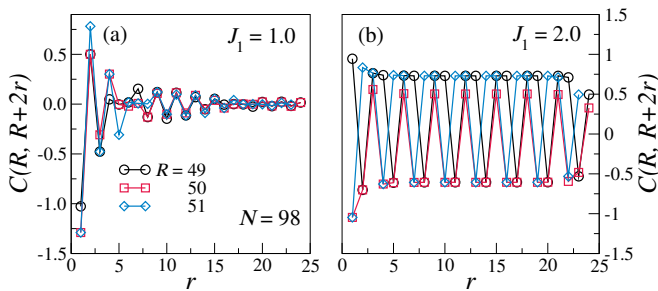 (a)
J₁ = 1.0
(b)
J₁ = 2.0
C(R, R+2r)
0.5
0.0
-0.5
-1.0
-1.5
R = 49
50
51
N = 98
0 5 10 15 20 25
r
0 5 10 15 20 25
r
1.5
1
0.5
0
-0.5
-1
-1.5
C(R, R+2r)